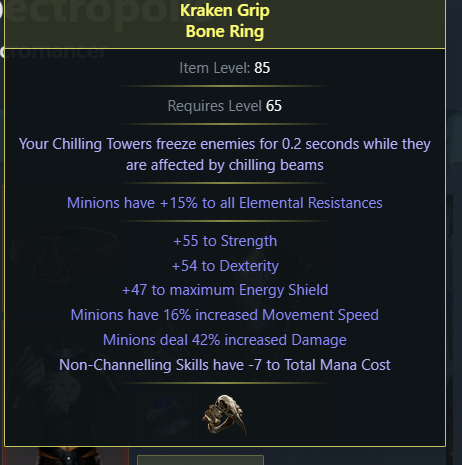 ectropol
Kraken Grip
Bone Ring
cromancer
Item Level: 85
Requires Level 65
Your Chilling Towers freeze enemies for 0.2 seconds while they
are affected by chilling beams
Minions have +15% to all Elemental Resistances
+55 to Strength
+54 to Dexterity
+47 to maximum Energy Shield
Minions have 16% increased Movement Speed
Minions deal 42% increased Damage
Non-Channelling Skills have -7 to Total Mana Cost